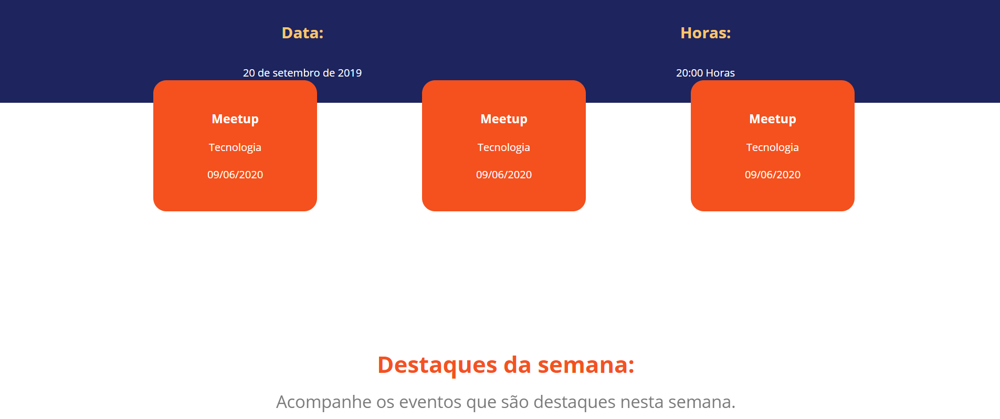 Data:
Horas:
20 de setembro de 2019
20:00 Horas
Meetup
Tecnologia
09/06/2020
Meetup
Tecnologia
09/06/2020
Meetup
Tecnologia
09/06/2020
Destaques da semana:
Acompanhe os eventos que são destaques nesta semana.